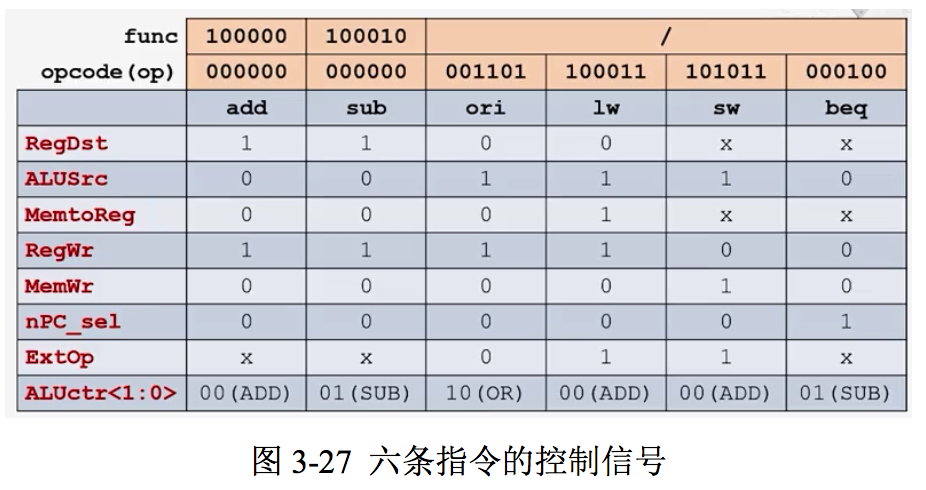 func 100000 100010 /
opcode(op) 000000 000000 001101 100011 101011 000100
add sub ori lw sw beq
RegDst 1 1 0 0 x x
ALUSrc 0 0 1 1 1 0
MemtoReg 0 0 0 1 x x
RegWr 1 1 1 1 0 0
MemWr 0 0 0 0 1 0
nPC_sel 0 0 0 0 0 1
ExtOp x x 0 1 1 x
ALUctr<1:0> 00(ADD) 01(SUB) 10(OR) 00(ADD) 00(ADD) 01(SUB)
图 3-27 六条指令的控制信号